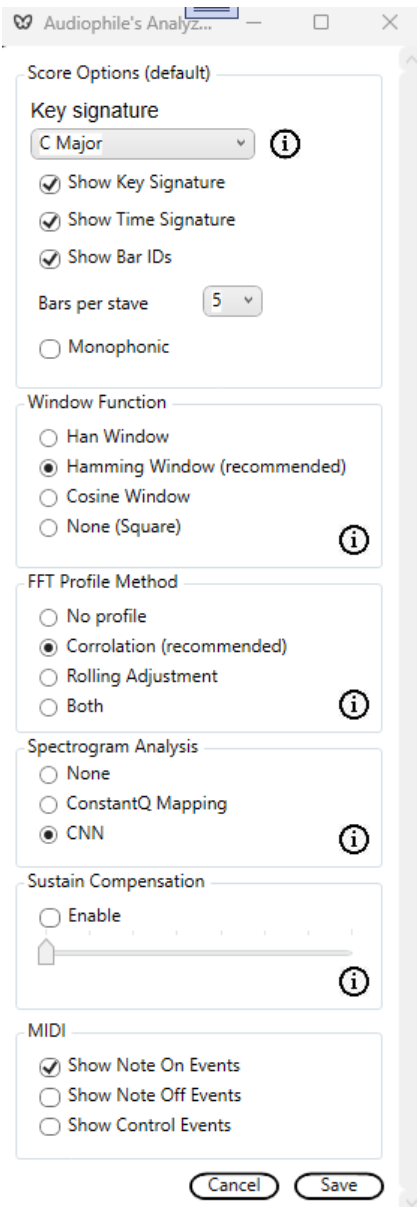 Audiophile's Analyz...
Score Options (default)
Key signature
C Major
Show Key Signature
Show Time Signature
Show Bar IDs
Bars per stave 5
Monophonic
Window Function
Han Window
Hamming Window (recommended)
Cosine Window
None (Square)
FFT Profile Method
No profile
Corrolation (recommended)
Rolling Adjustment
Both
Spectrogram Analysis
None
ConstantQ Mapping
CNN
Sustain Compensation
Enable
MIDI
Show Note On Events
Show Note Off Events
Show Control Events
Cancel Save